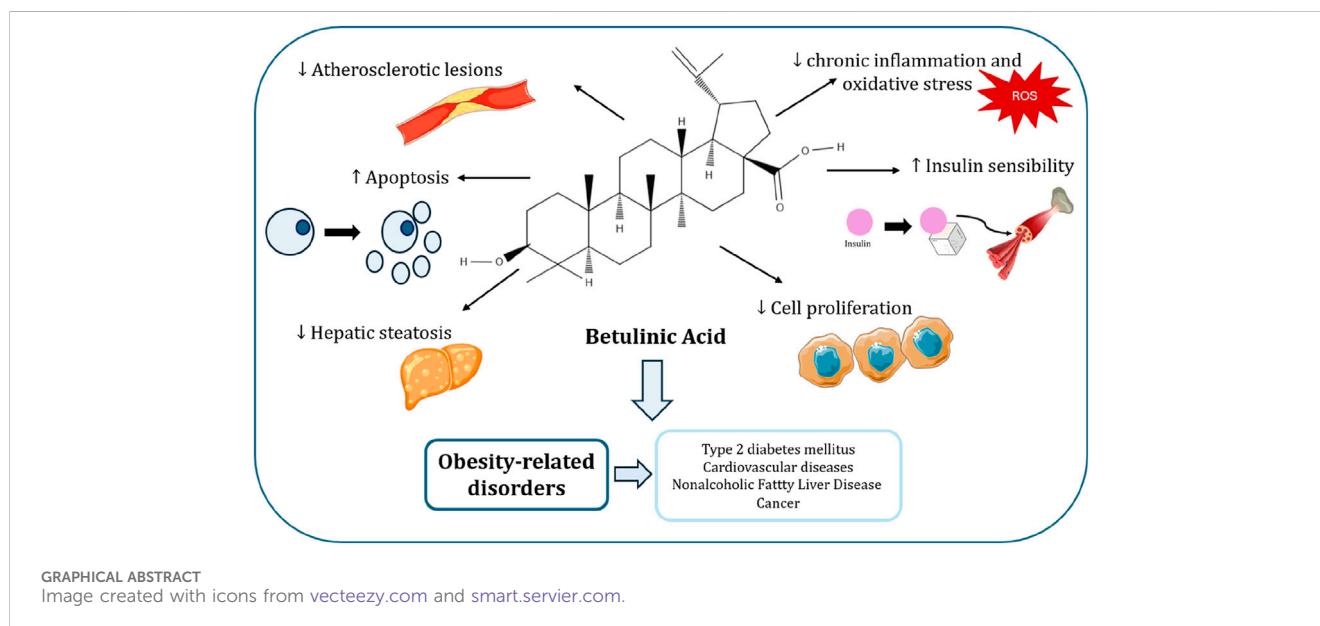 ↓ Atherosclerotic lesions
↓ chronic inflammation and
oxidative stress
ROS
↑ Apoptosis
↑ Insulin sensibility
Insulin
H
H
H
H
H
O
H
O
H
O
↓ Hepatic steatosis
↓ Cell proliferation
Betulinic Acid
Obesity-related
disorders
Type 2 diabetes mellitus
Cardiovascular diseases
Nonalcoholic Fattty Liver Disease
Cancer
GRAPHICAL ABSTRACT
Image created with icons from vecteezy.com and smart.servier.com.